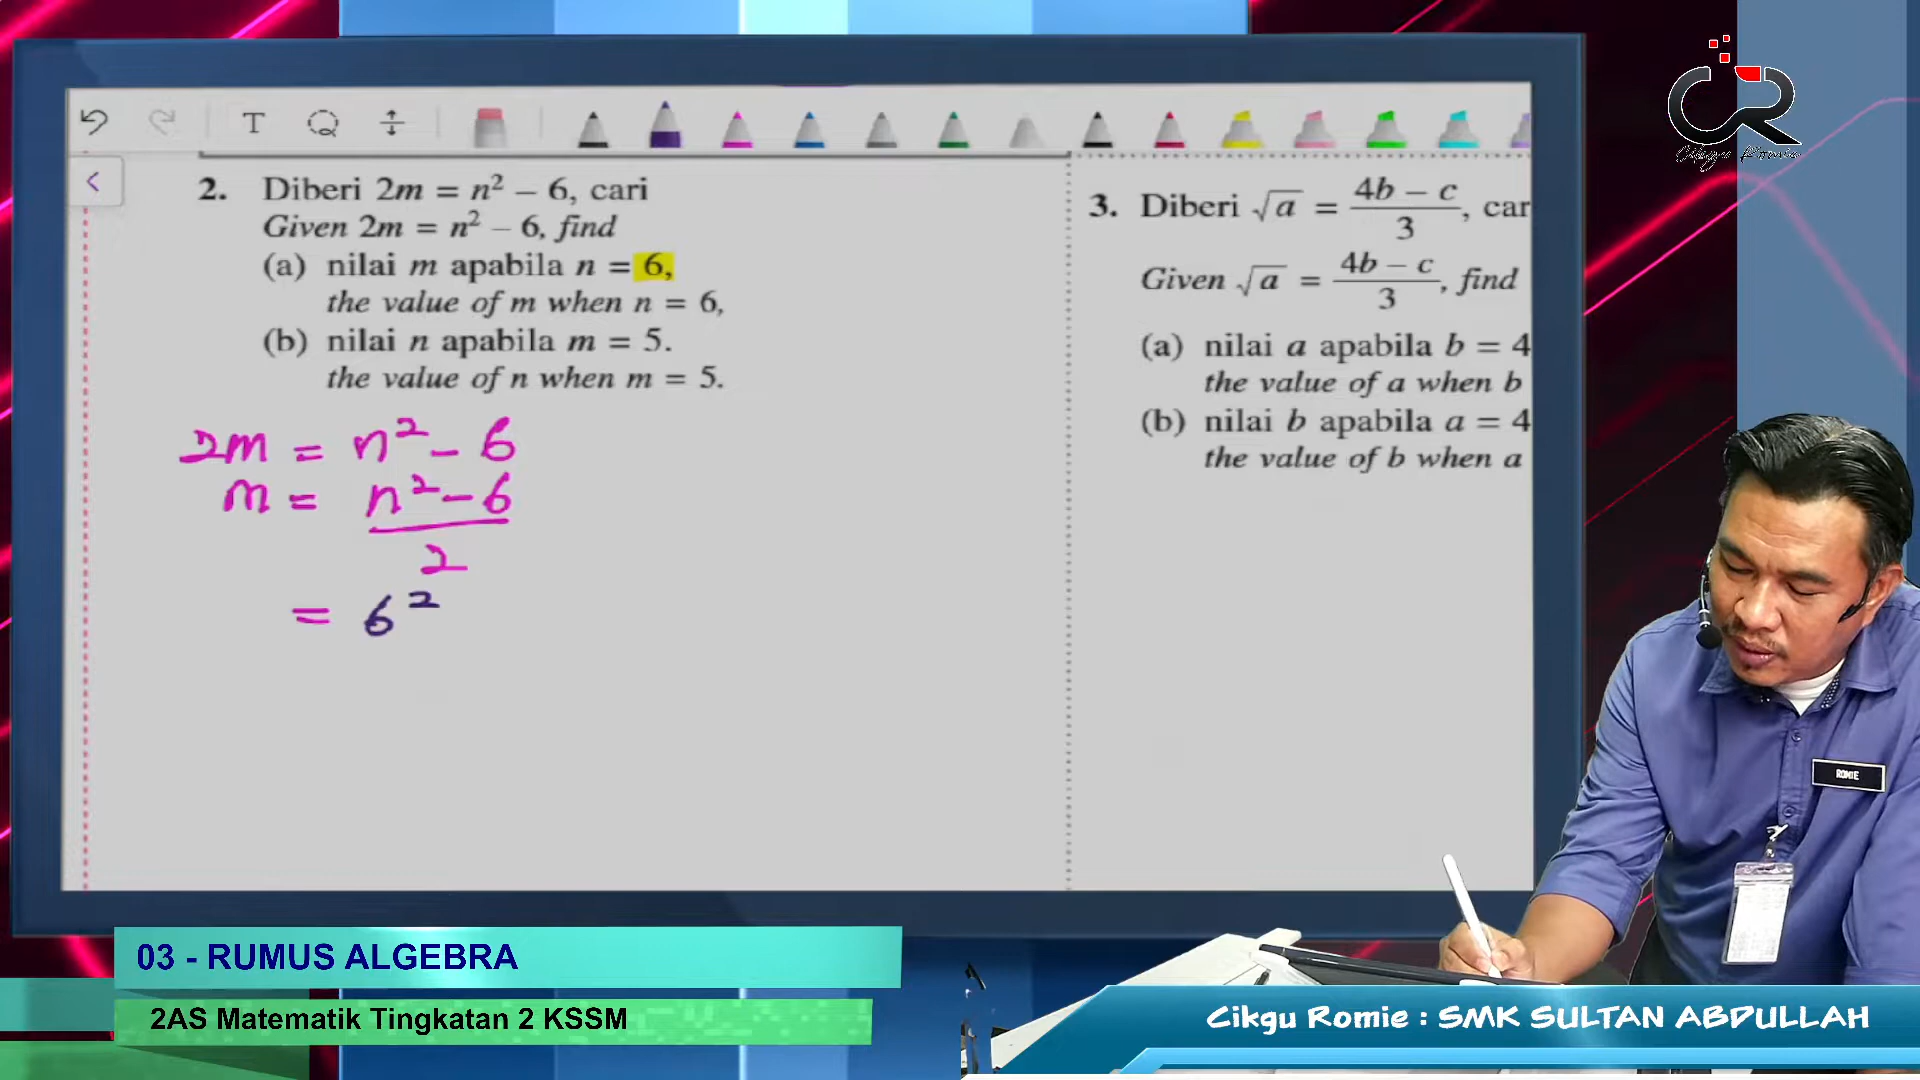 Cikgu Romie
T
2. Diberi 2m = n² – 6, cari
Given 2m = n² – 6, find
(a) nilai m apabila n = 6,
the value of m when n = 6,
(b) nilai n apabila m = 5.
the value of n when m = 5.
2m = n² - 6
m = n² - 6
2
= 6²
3. Diberi √a = 4b – c / 3, car
Given √a = 4b – c / 3, find
(a) nilai a apabila b = 4
the value of a when b
(b) nilai b apabila a = 4
the value of b when a
ROMIE
03 - RUMUS ALGEBRA
2AS Matematik Tingkatan 2 KSSM
Cikgu Romie : SMK SULTAN ABDULLAH